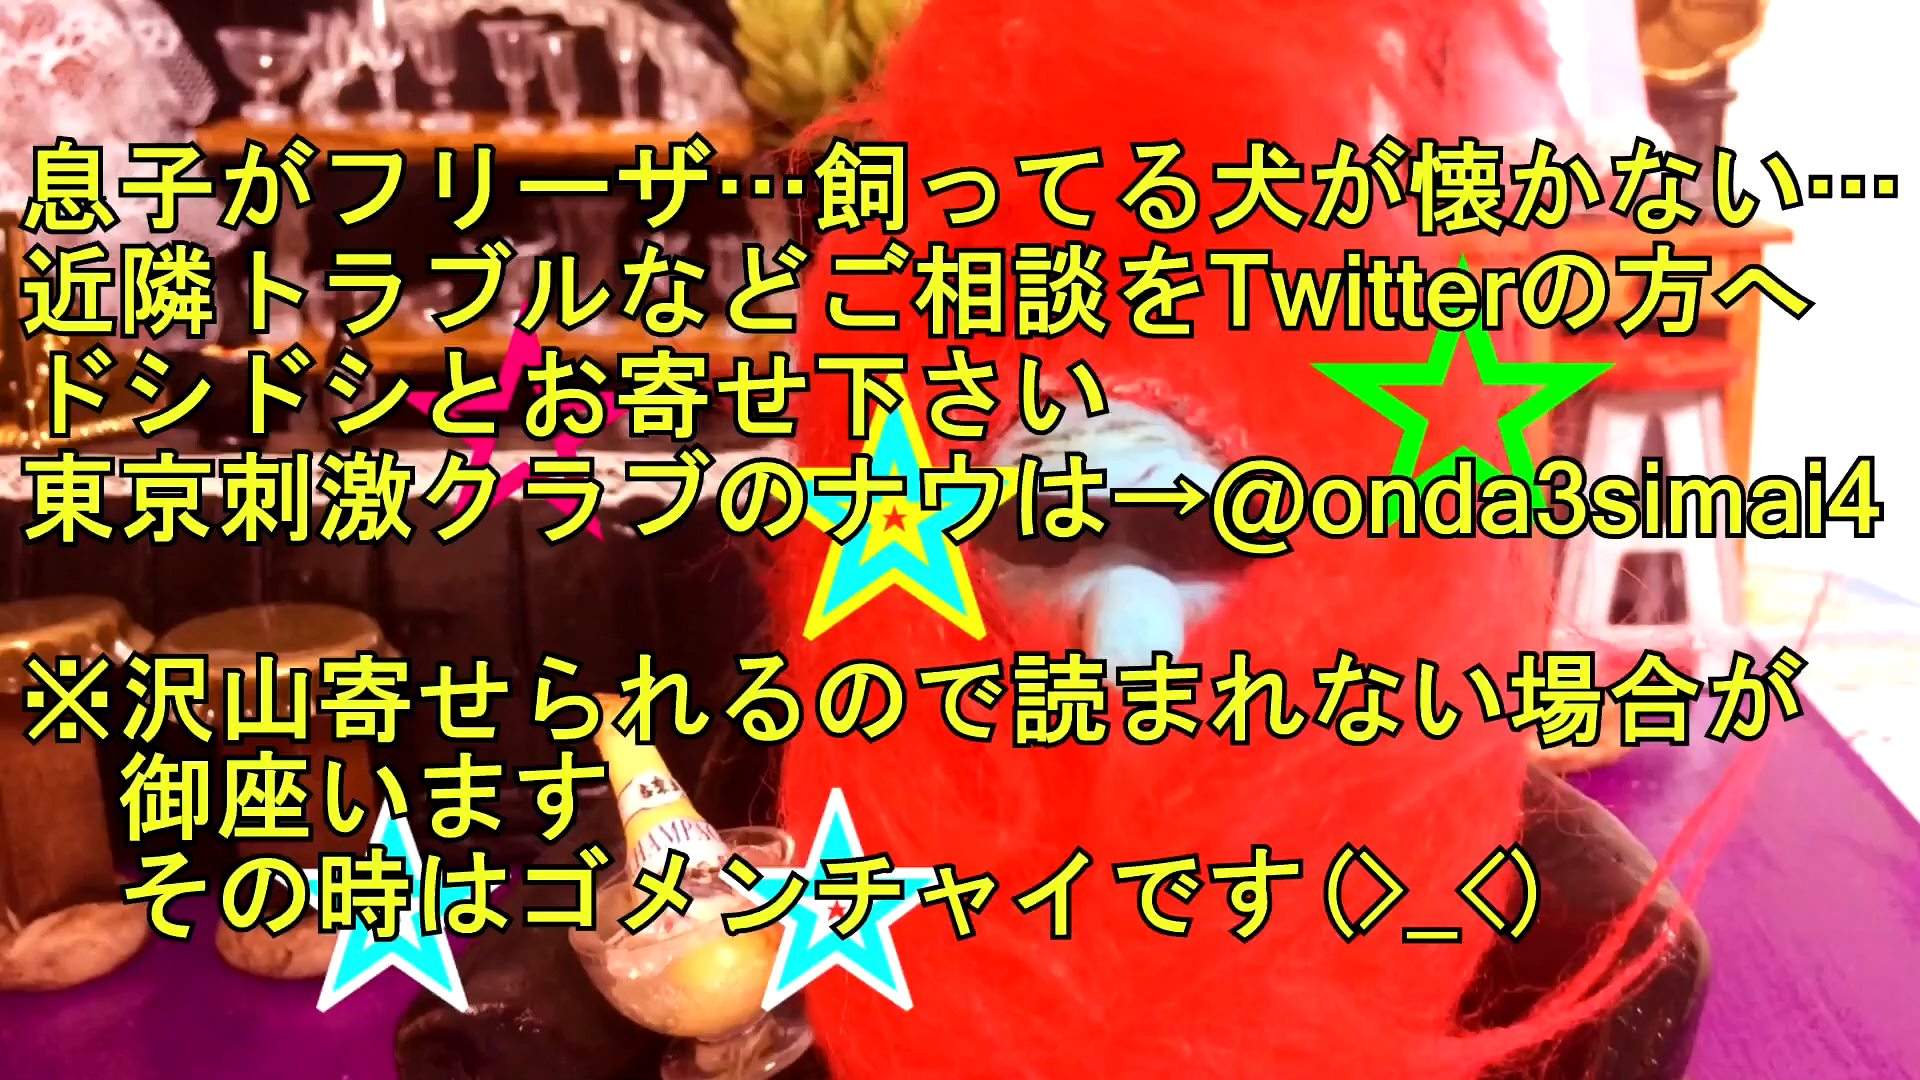 息子がフリーザ…飼ってる犬が懐かない…
近隣トラブルなどご相談をTwitterの方へ
ドシドシとお寄せ下さい
東京刺激クラブのナウは→@onda3simai4
※沢山寄せられるので読まれない場合が
御座います
その時はゴメンチャイです(>_<)